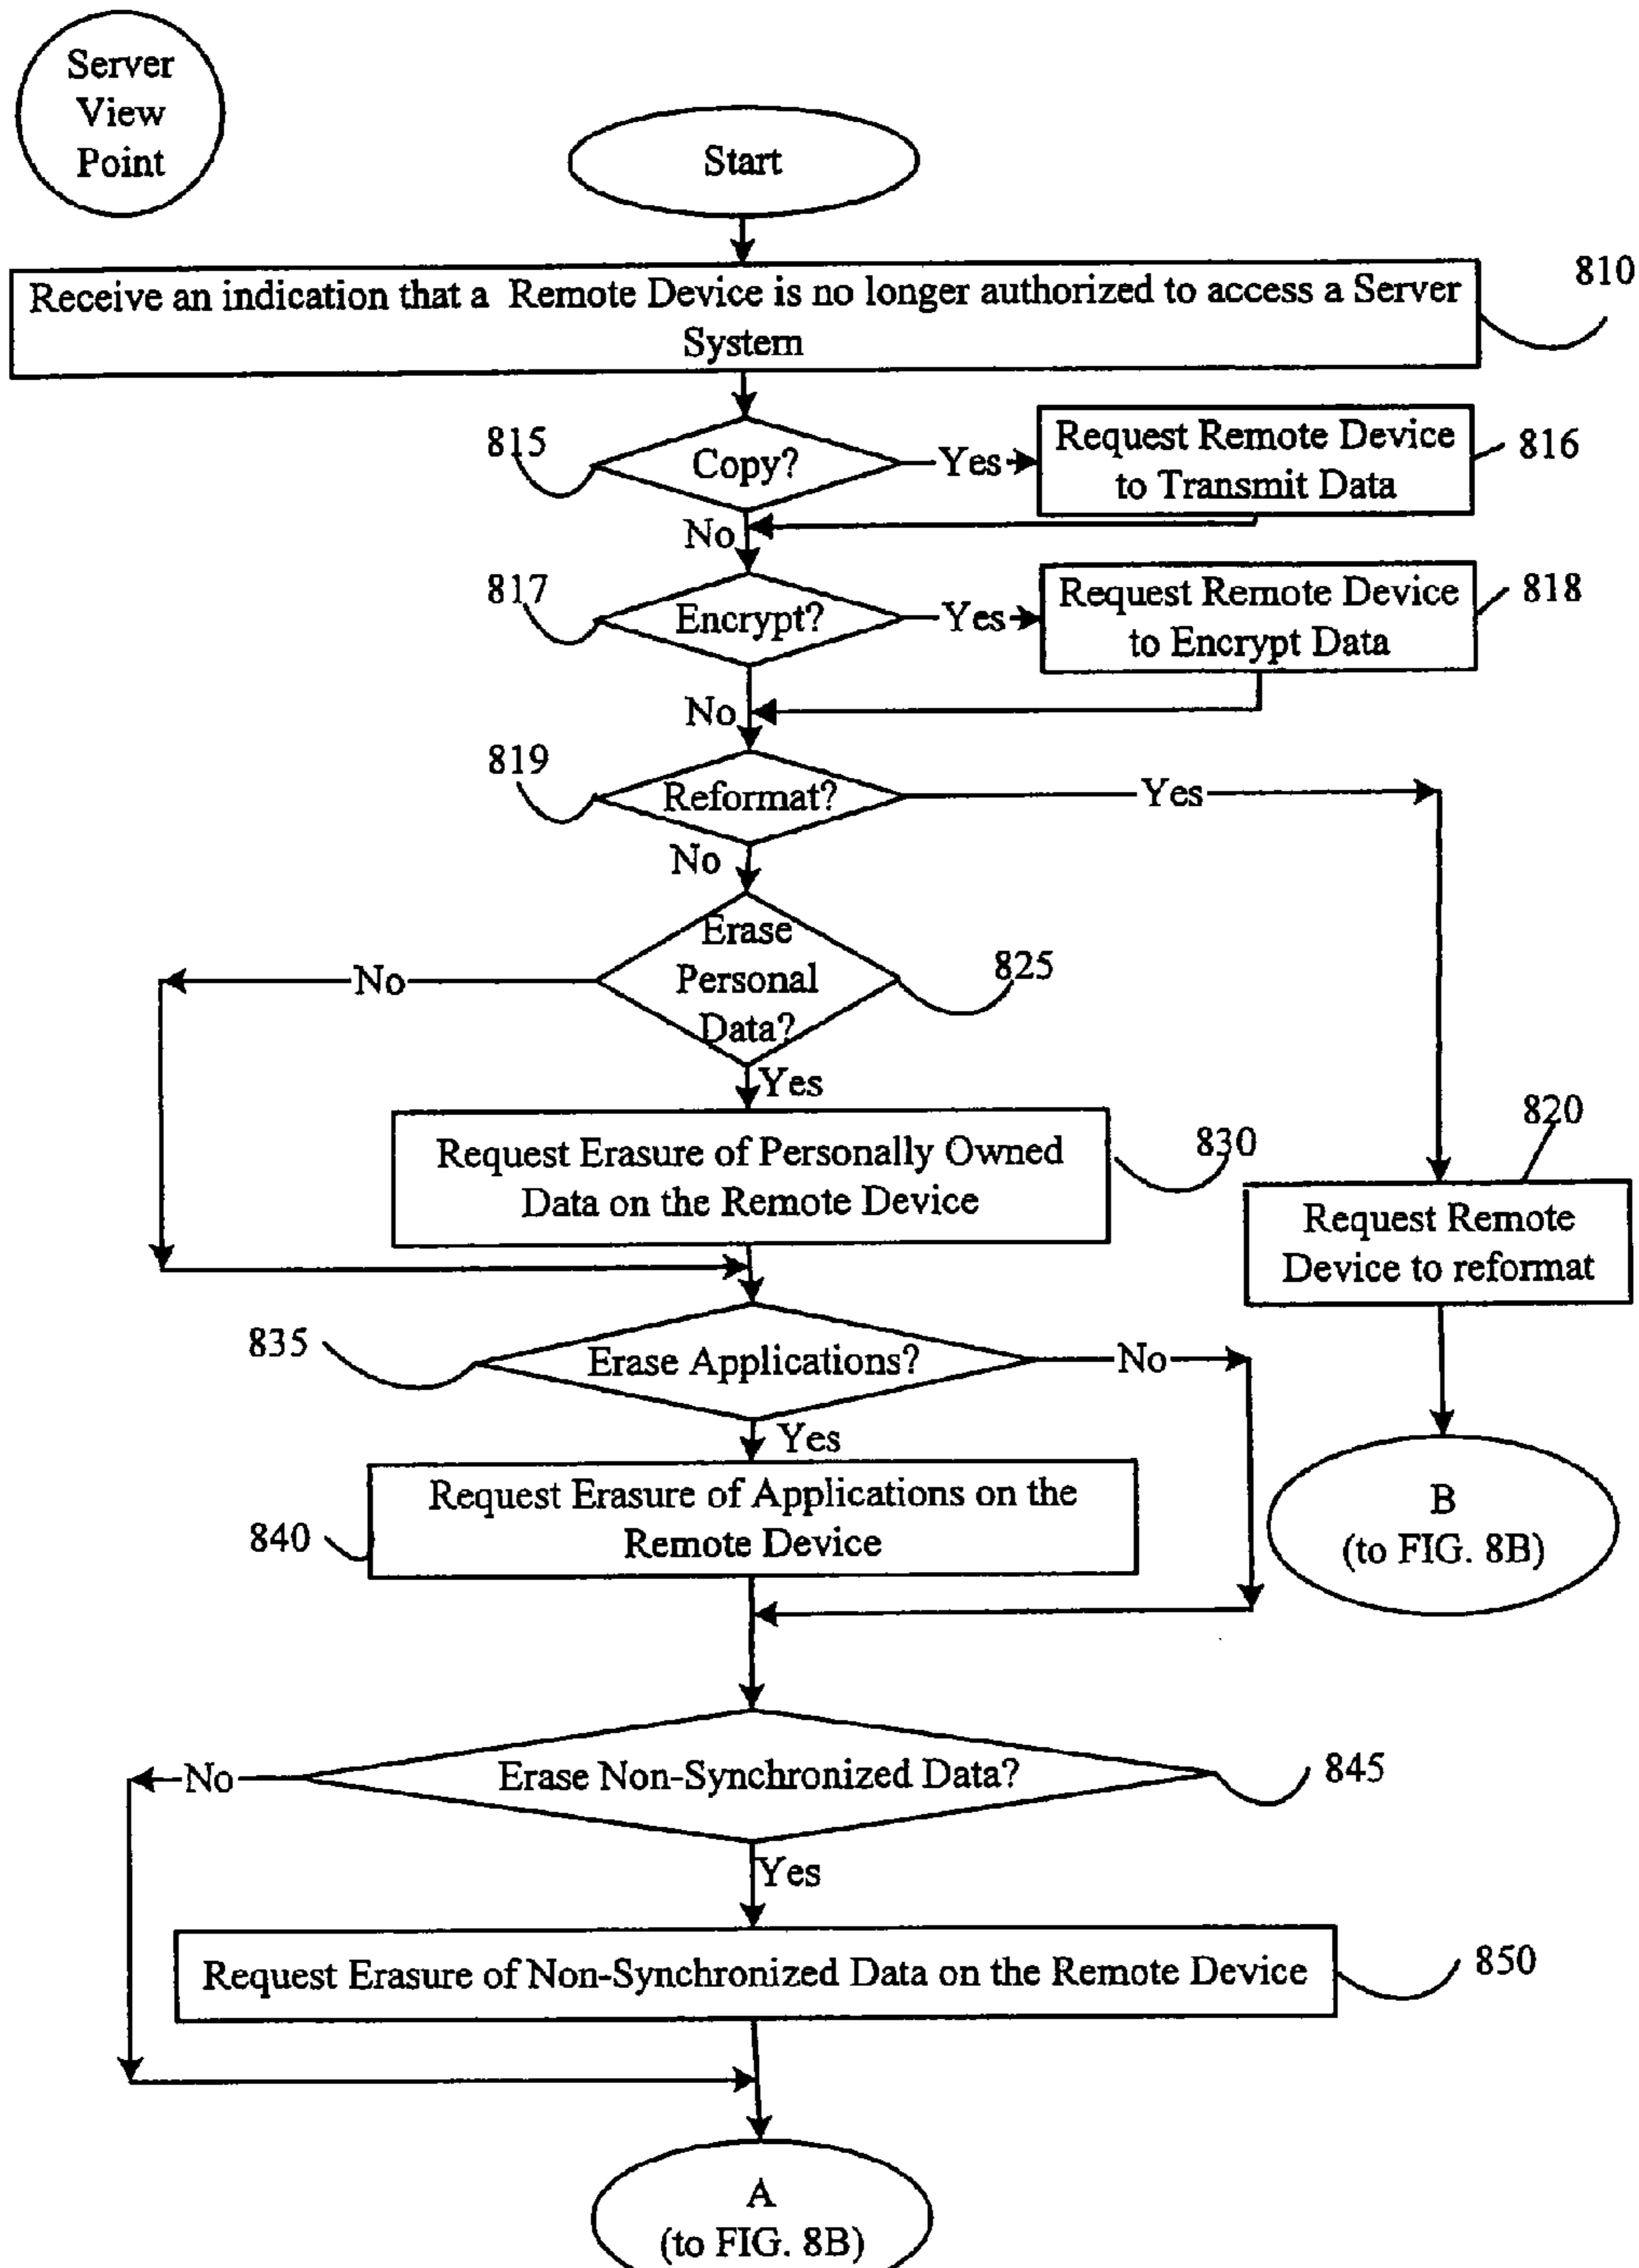 Server
View
Point
Start
Receive an indication that a Remote Device is no longer authorized to access a Server
System
810
815
Copy?
Yes
Request Remote Device
to Transmit Data
816
No
817
Encrypt?
Yes
Request Remote Device
to Encrypt Data
818
No
819
Reformat?
Yes
No
Erase
Personal
Data?
825
No
Yes
Request Erasure of Personally Owned
Data on the Remote Device
830
820
Request Remote
Device to reformat
835
Erase Applications?
No
Yes
Request Erasure of Applications on the
Remote Device
840
B
(to FIG. 8B)
Erase Non-Synchronized Data?
845
No
Yes
Request Erasure of Non-Synchronized Data on the Remote Device
850
A
(to FIG. 8B)